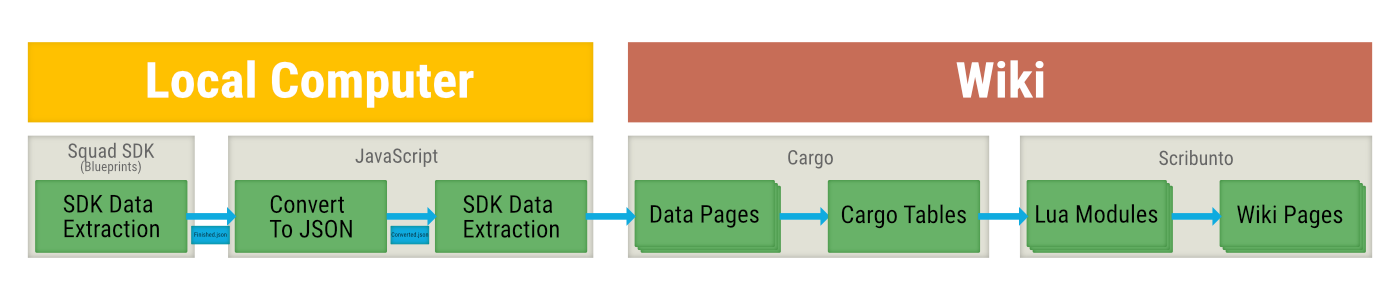 Local Computer
Wiki
Squad SDK
(Blueprints)
JavaScript
Cargo
Scribunto
SDK Data
Extraction
Finished.json
Convert
To JSON
Converted.json
SDK Data
Extraction
Data Pages
Cargo Tables
Lua Modules
Wiki Pages